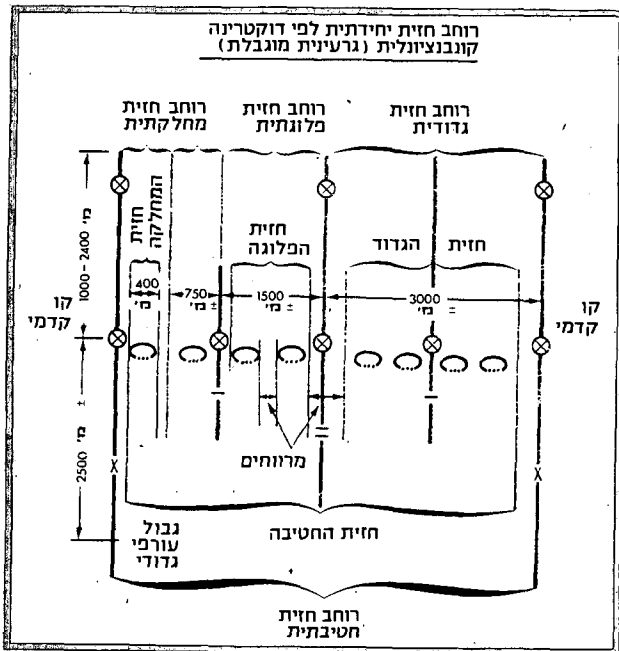 רוחב חזית יחידתית לפי דוקטרינה
קונבנציונלית (גרעינית מוגבלת)
רוחב חזית
גדודית
רוחב חזית
פלוגתית
רוחב חזית
מחלקתית
1000-2400 מ'
חזית הגדוד
חזית
הפלוגה
חזית
המחלקה
3000
± מ'
1500
± מ'
750
± מ'
400
מ'
קו
קדמי
קו
קדמי
2500 מ' ±
מרווחים
חזית החטיבה
גבול
עורפי
גדודי
רוחב חזית
חטיבתית